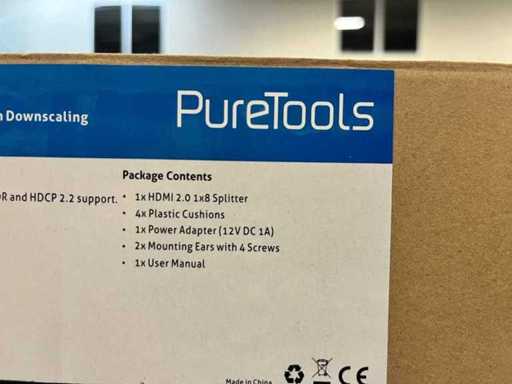 Downscaling
PureTools
Package Contents
and HDCP 2.2 support.
• 1x HDMI 2.0 1x8 Splitter
• 4x Plastic Cushions
• 1x Power Adapter (12V DC 1A)
• 2x Mounting Ears with 4 Screws
• 1x User Manual
Made in China
CE